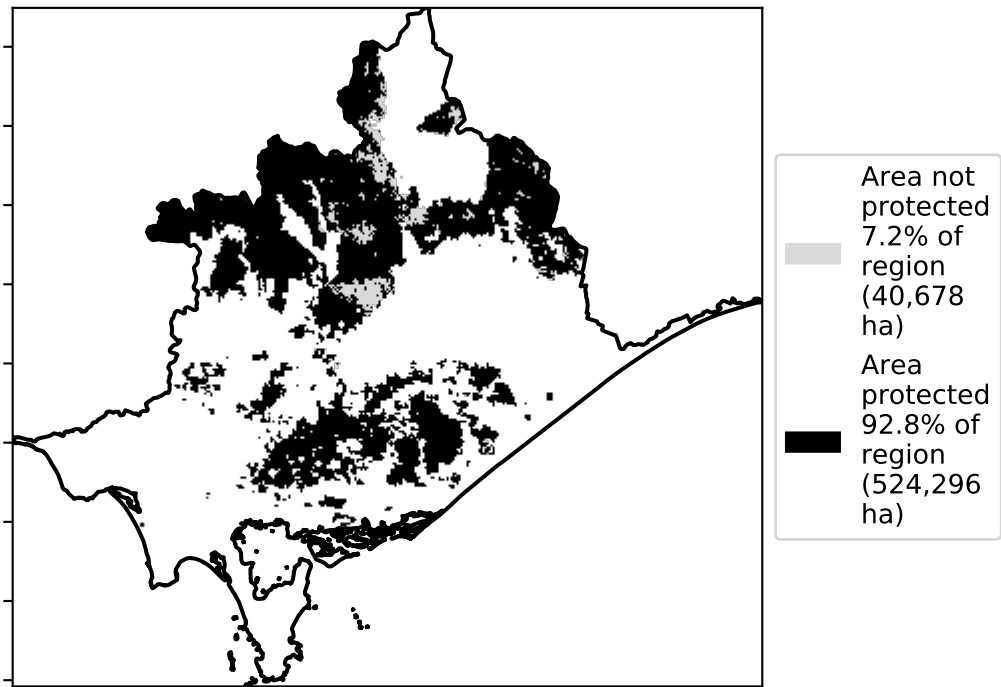 Area not
protected
7.2% of
region
(40,678
ha)
Area
protected
92.8% of
region
(524,296
ha)